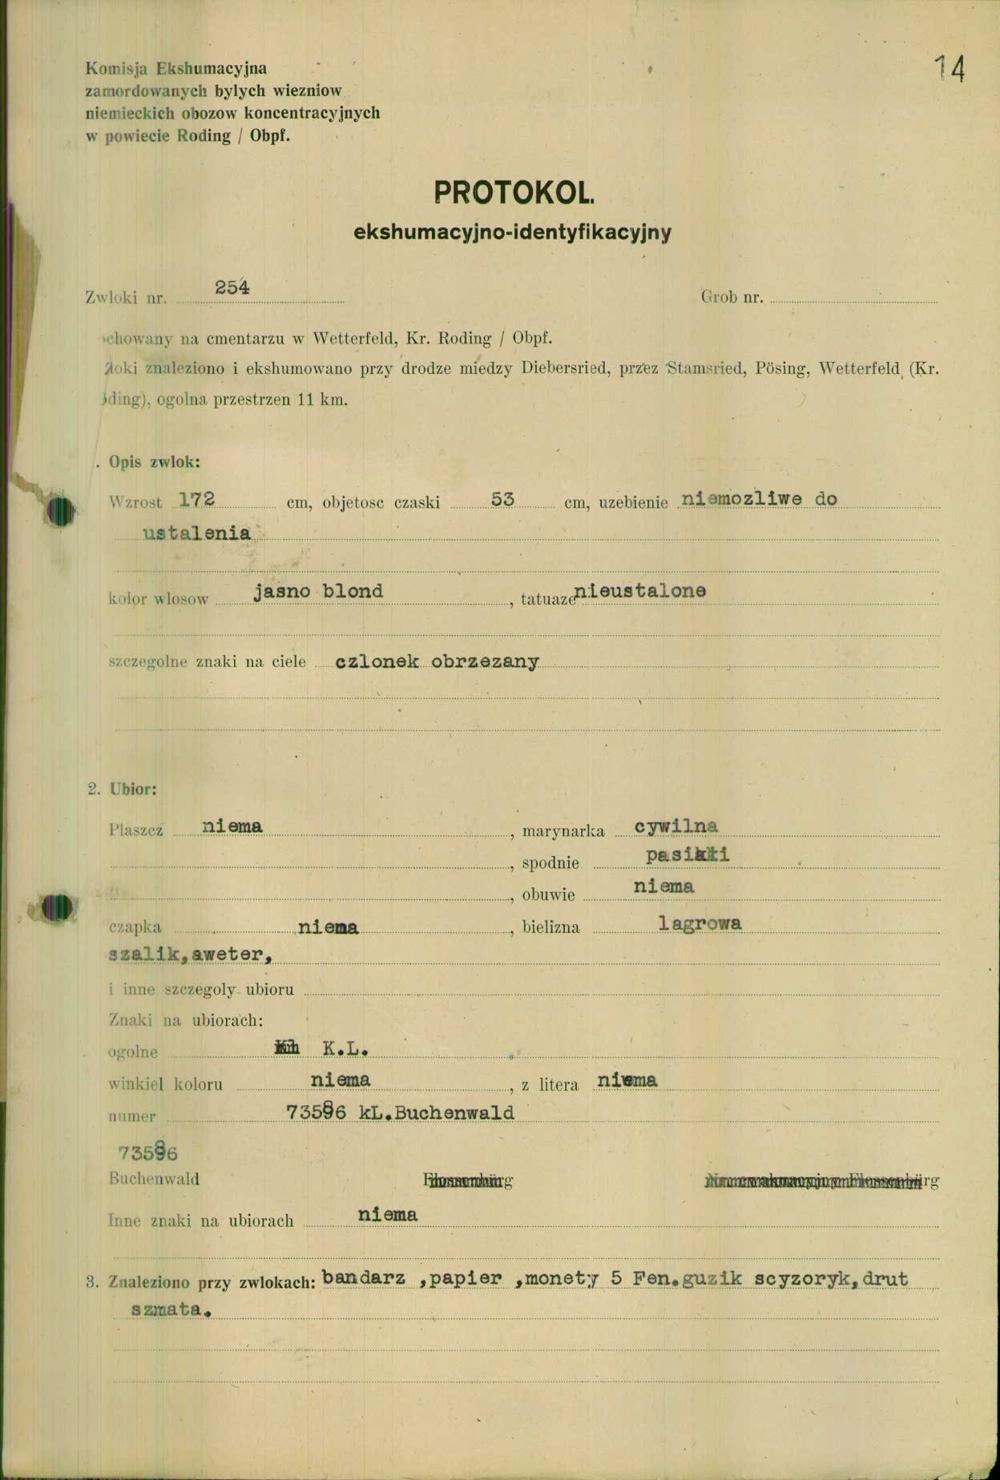 14
Komisja Ekshumacyjna
zamordowanych bylych wiezniow
niemieckich obozow koncentracyjnych
w powiecie Roding / Obpf.
PROTOKOL
ekshumacyjno-identyfikacyjny
Zwloki nr. 254 Grob nr.
chowany na cmentarzu w Wetterfeld, Kr. Roding / Obpf.
loki znaleziono i ekshumowano przy drodze miedzy Diebersried, przez Stamsried, Pösing, Wetterfeld (Kr.
ding), ogolna przestrzen 11 km.
. Opis zwlok:
Wzrost 172 cm, objetosc czaski 53 cm, uzebienie niemozliwe do
ustalenia
kolor wlosow jasno blond , tatuaze nieustalone
szczegolne znaki na ciele czlonek obrzezany
2. Ubior:
Plaszcz niema , marynarka cywilna
, spodnie pasiaki
, obuwie niema
czapka niema , bielizna lagrowa
szalik,aweter,
i inne szczegoly ubioru
Znaki na ubiorach:
ogolne K.L.
winkiel koloru niema , z litera niema
numer 73586 kL.Buchenwald
73586
Buchenwald
Inne znaki na ubiorach niema
3. Znaleziono przy zwlokach: bandarz ,papier ,monety 5 Fen.guzik scyzoryk,drut
szmata.